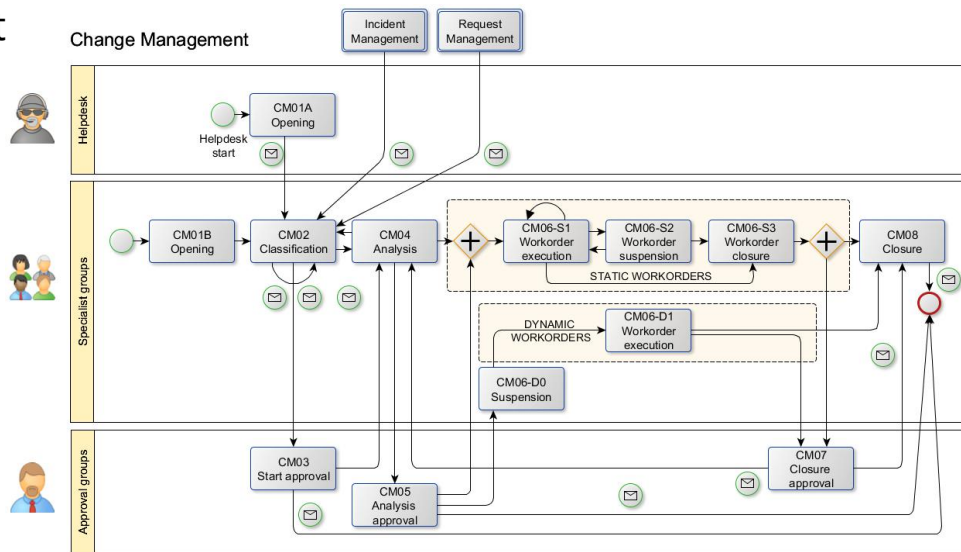 t
Change Management
Incident
Management
Request
Management
Helpdesk
CM01A
Opening
Helpdesk
start
Specialist groups
CM01B
Opening
CM02
Classification
CM04
Analysis
CM06-S1
Workorder
execution
CM06-S2
Workorder
suspension
CM06-S3
Workorder
closure
CM08
Closure
STATIC WORKORDERS
DYNAMIC
WORKORDERS
CM06-D1
Workorder
execution
CM06-D0
Suspension
Approval groups
CM03
Start approval
CM05
Analysis
approval
CM07
Closure
approval